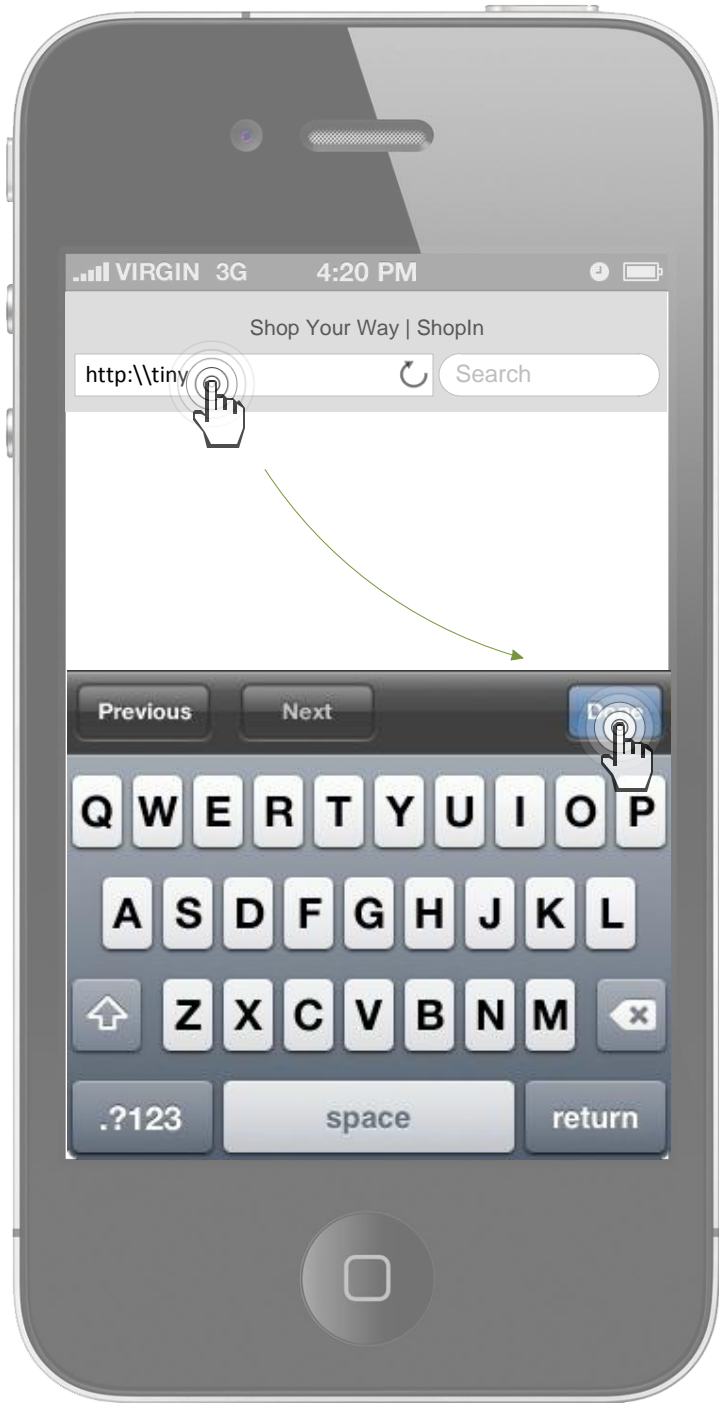 VIRGIN 3G 4:20 PM
Shop Your Way | ShopIn
http:\\tiny
Search
Previous Next
Q W E R T Y U I O P
A S D F G H J K L
Z X C V B N M
.?123 space return